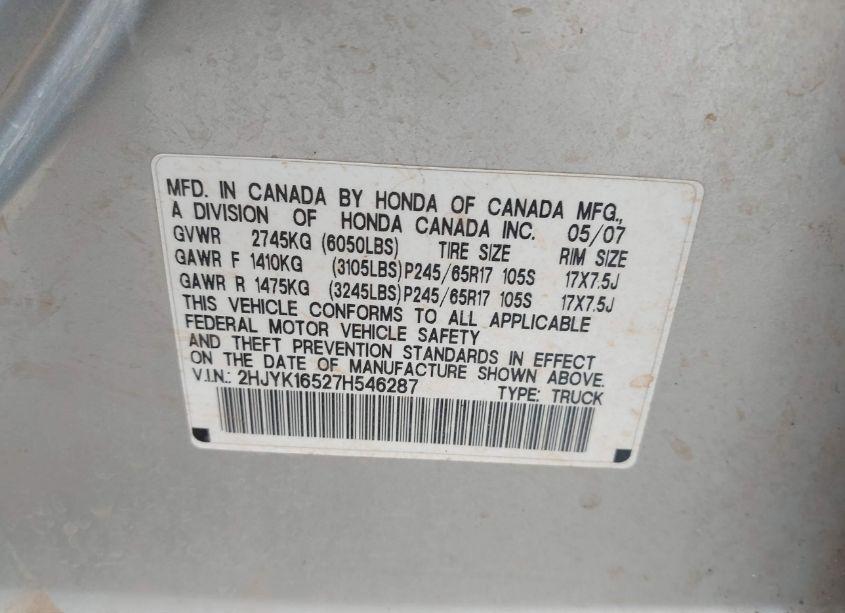 MFD. IN CANADA BY HONDA OF CANADA MFG.,
A DIVISION OF HONDA CANADA INC. 05/07
GVWR 2745KG (6050LBS) TIRE SIZE RIM SIZE
GAWR F 1410KG (3105LBS) P245/65R17 105S 17X7.5J
GAWR R 1475KG (3245LBS) P245/65R17 105S 17X7.5J
THIS VEHICLE CONFORMS TO ALL APPLICABLE
FEDERAL MOTOR VEHICLE SAFETY
AND THEFT PREVENTION STANDARDS IN EFFECT
ON THE DATE OF MANUFACTURE SHOWN ABOVE.
V.I.N.: 2HJYK16527H546287 TYPE: TRUCK